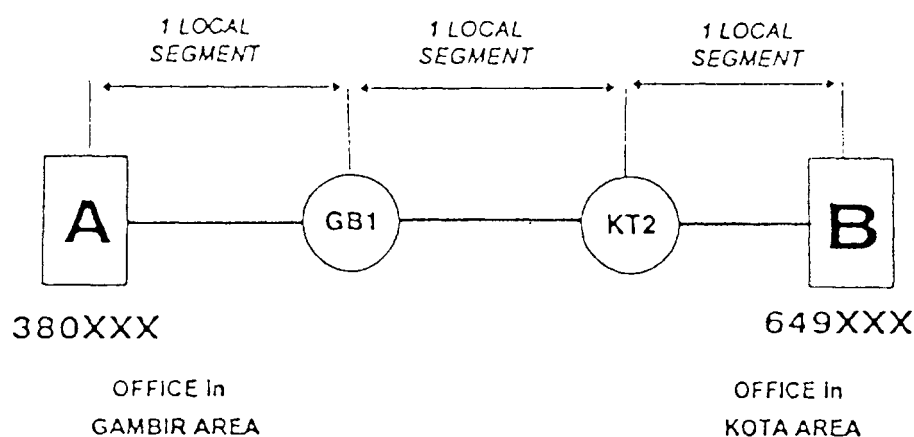 1 LOCAL
SEGMENT
1 LOCAL
SEGMENT
1 LOCAL
SEGMENT
A
GB1
KT2
B
380XXX
649XXX
OFFICE in
GAMBIR AREA
OFFICE in
KOTA AREA